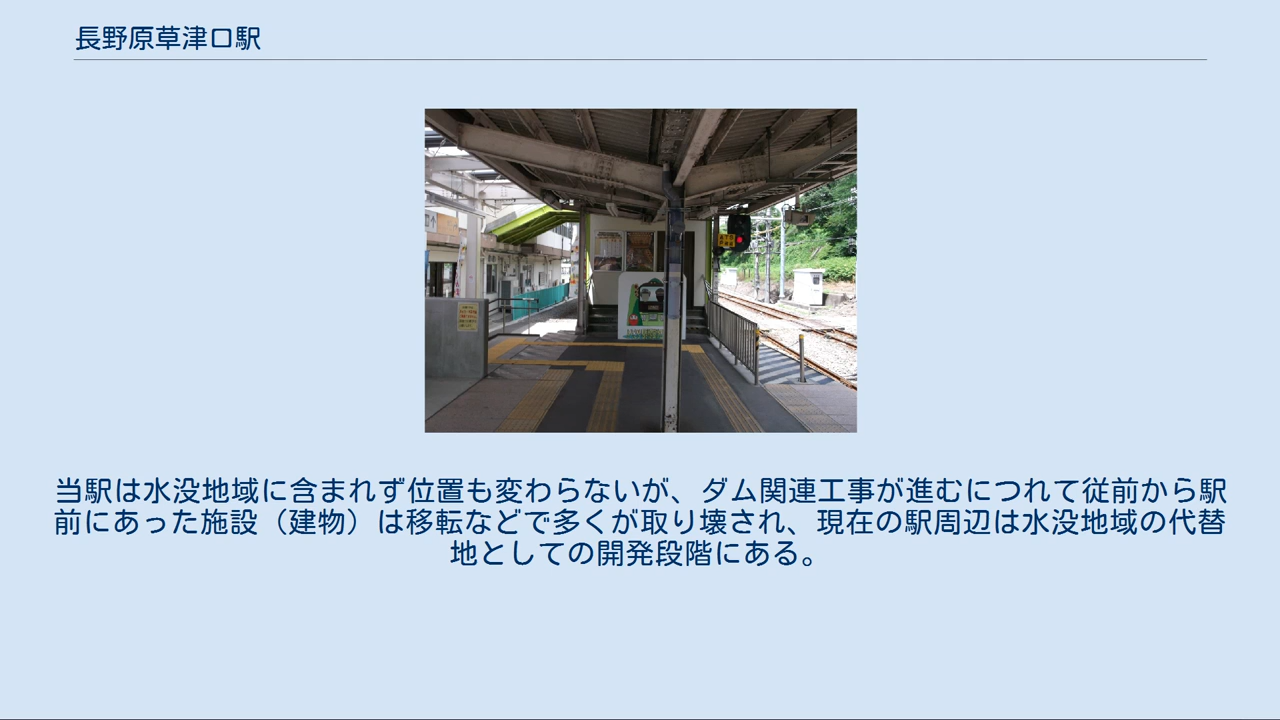 長野原草津口駅
当駅は水没地域に含まれず位置も変わらないが、ダム関連工事が進むにつれて従前から駅
前にあった施設（建物）は移転などで多くが取り壊され、現在の駅周辺は水没地域の代替
地としての開発段階にある。